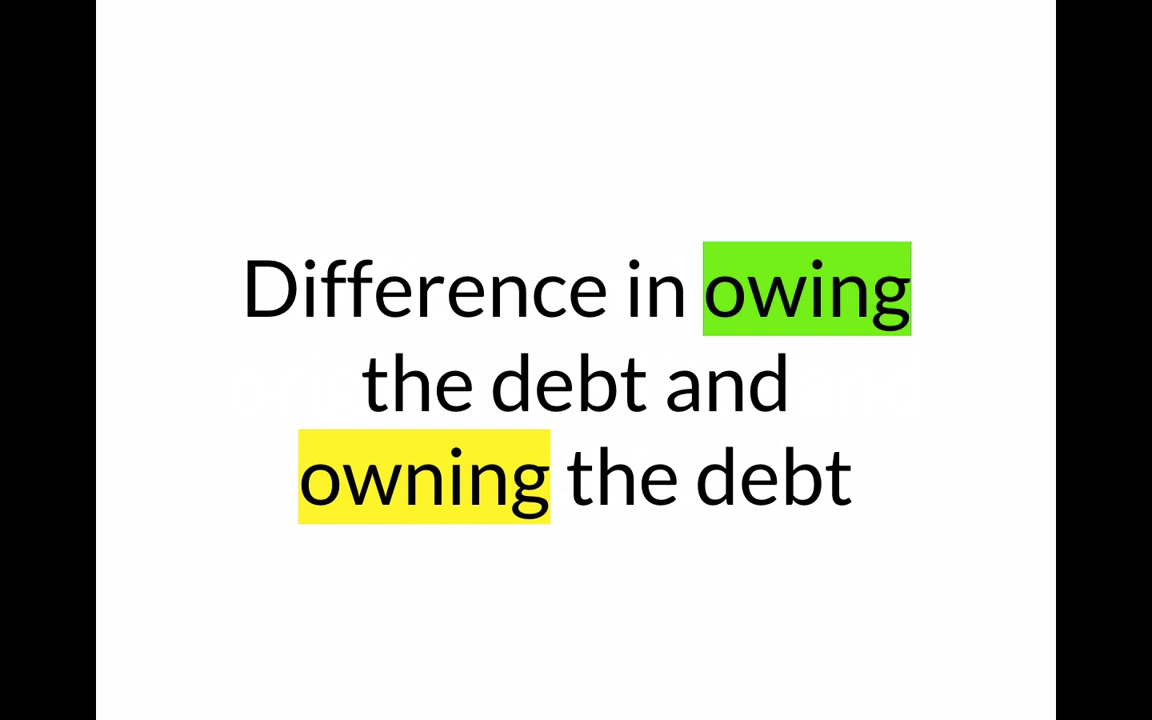 Difference in owing
the debt and
owning the debt